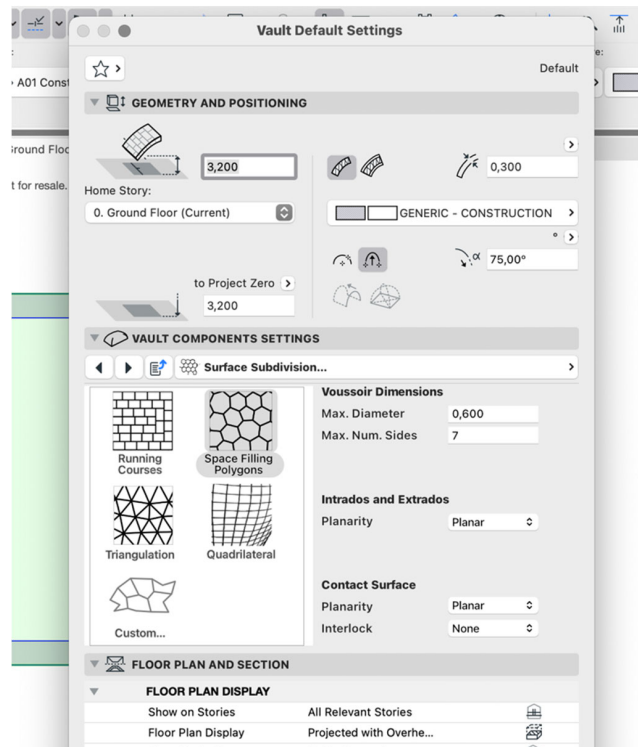 Vault Default Settings
e:
A01 Const
Default
GEOMETRY AND POSITIONING
Ground Floo
3,200
0,300
t for resale.
Home Story:
0. Ground Floor (Current)
GENERIC - CONSTRUCTION
°
α 75,00°
to Project Zero
3,200
VAULT COMPONENTS SETTINGS
Surface Subdivision...
Voussoir Dimensions
Max. Diameter 0,600
Max. Num. Sides 7
Running
Courses
Space Filling
Polygons
Intrados and Extrados
Planarity Planar
Triangulation
Quadrilateral
Contact Surface
Planarity Planar
Interlock None
Custom...
FLOOR PLAN AND SECTION
FLOOR PLAN DISPLAY
Show on Stories All Relevant Stories
Floor Plan Display Projected with Overhe...